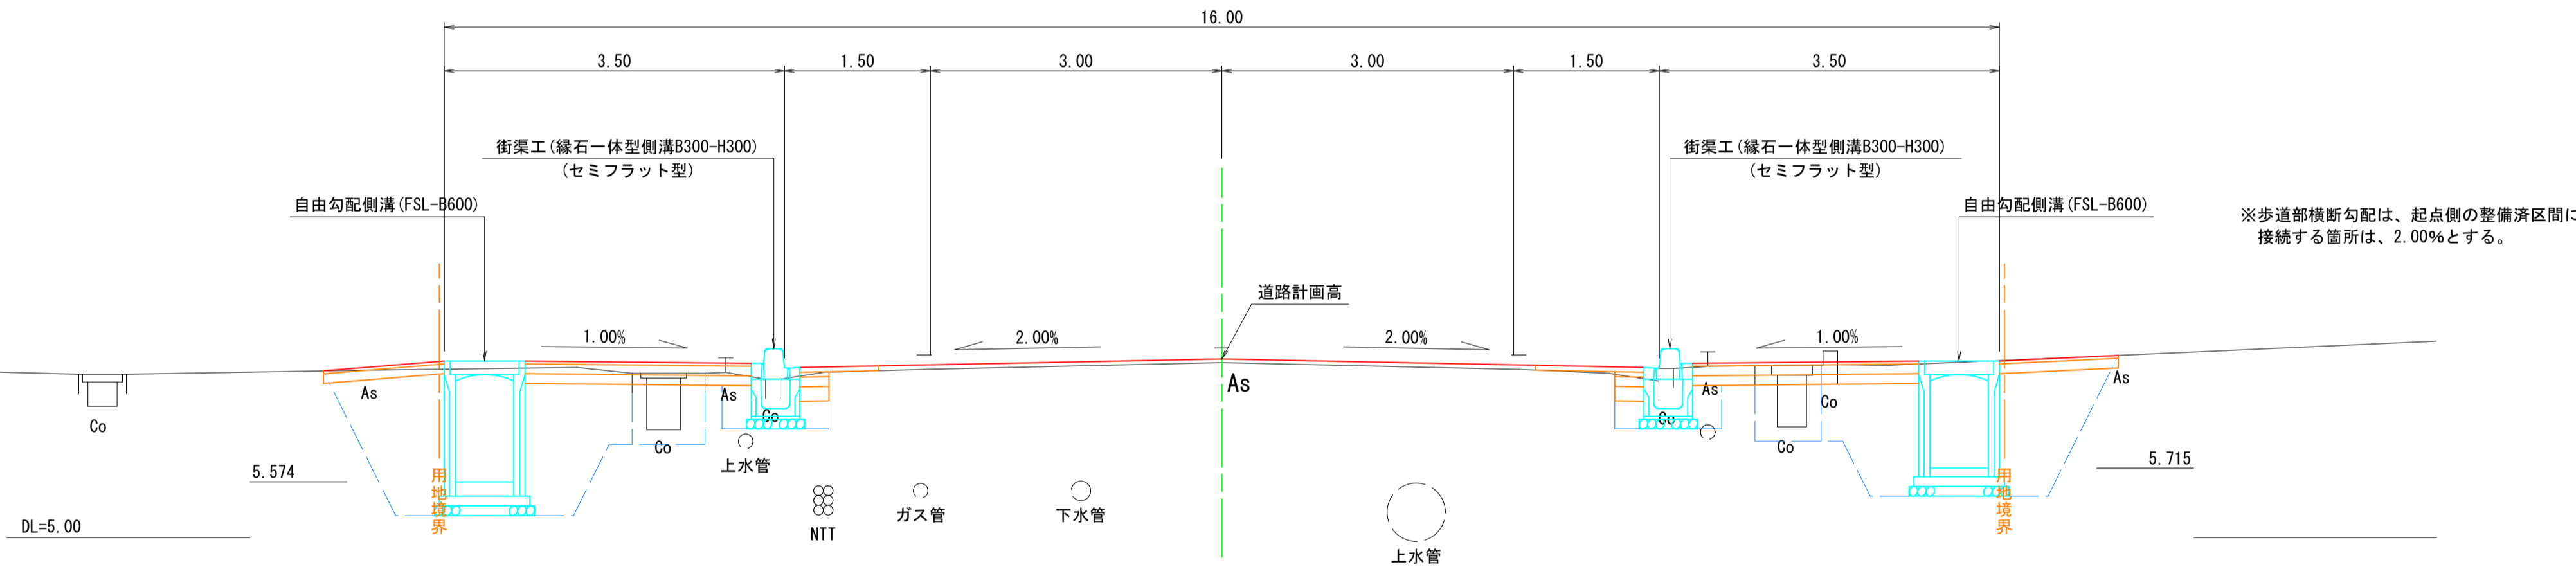 16.00
3.50
1.50
3.00
3.00
1.50
3.50
街渠工(縁石一体型側溝B300-H300)
(セミフラット型)
街渠工(縁石一体型側溝B300-H300)
(セミフラット型)
自由勾配側溝(FSL-B600)
自由勾配側溝(FSL-B600)
※歩道部横断勾配は、起点側の整備済区間に
接続する箇所は、2.00%とする。
道路計画高
1.00%
2.00%
2.00%
1.00%
As
As
As
As
As
Co
Co
Co
Co
Co
Co
上水管
5.574
5.715
用地境界
用地境界
NTT
ガス管
下水管
上水管
DL=5.00